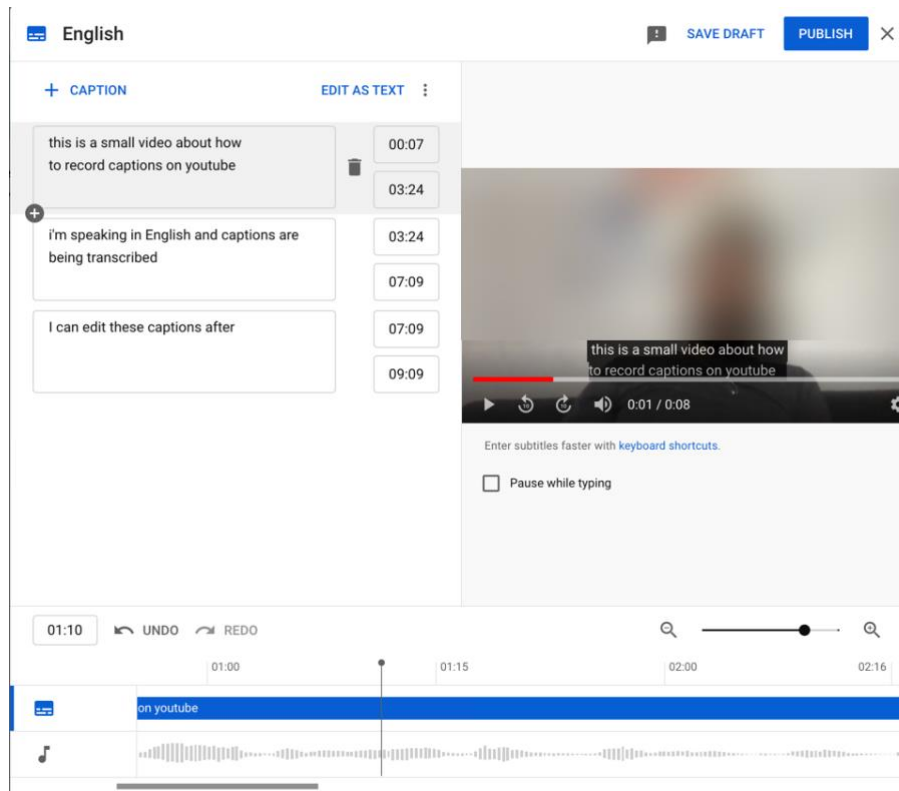 English
SAVE DRAFT
PUBLISH
CAPTION
EDIT AS TEXT
this is a small video about how
to record captions on youtube
00:07
03:24
i'm speaking in English and captions are
being transcribed
03:24
07:09
I can edit these captions after
07:09
09:09
this is a small video about how
to record captions on youtube
10
10
0:01 / 0:08
Enter subtitles faster with keyboard shortcuts.
Pause while typing
01:10
UNDO
REDO
01:00
01:15
02:00
02:16
on youtube